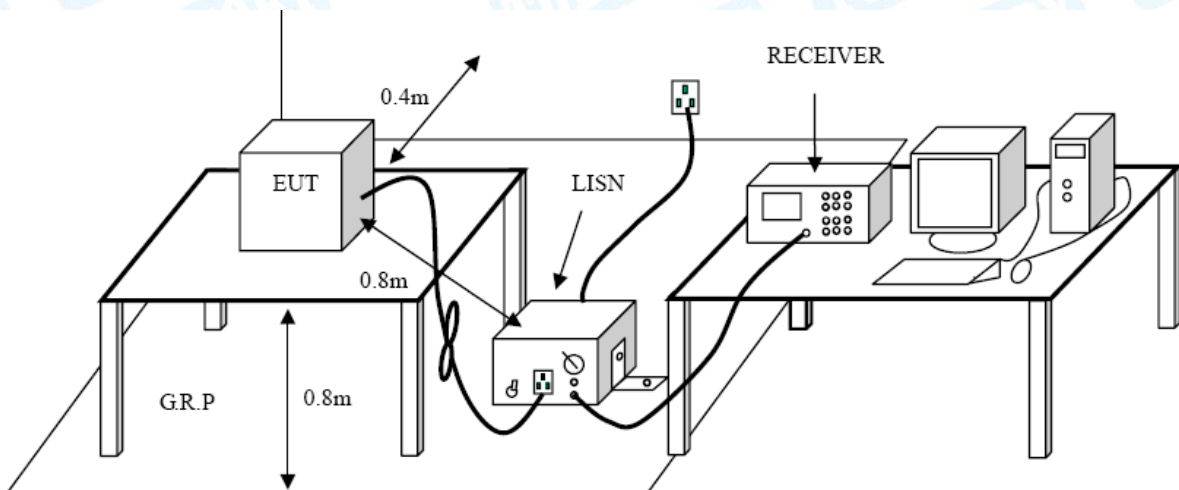 RECEIVER
0.4m
EUT
LISN
0.8m
G.R.P
0.8m